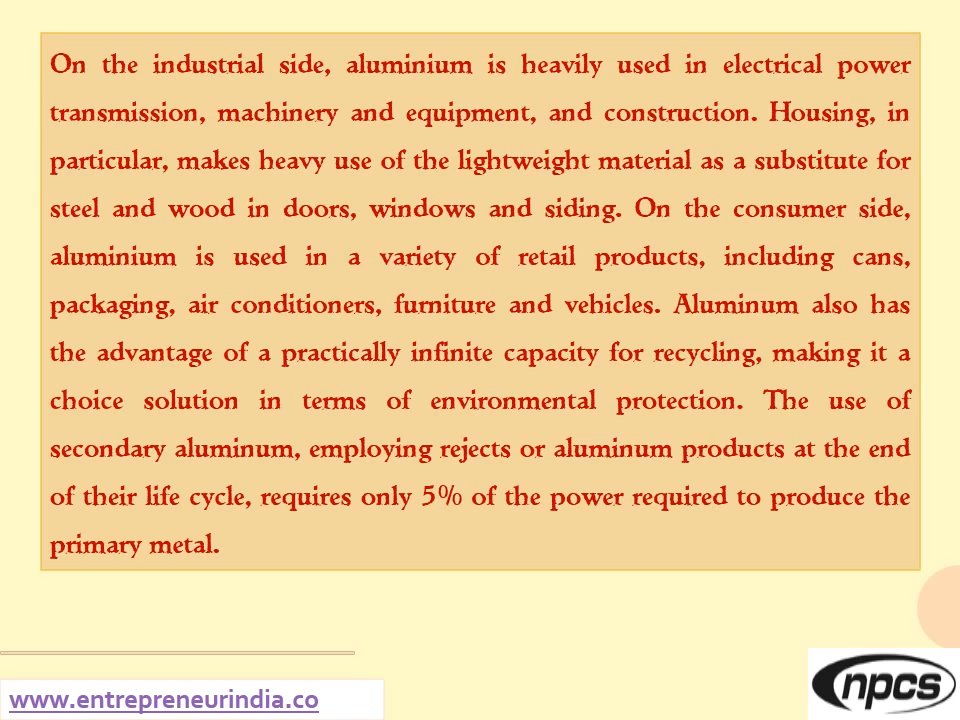 On the industrial side, aluminium is heavily used in electrical power
transmission, machinery and equipment, and construction. Housing, in
particular, makes heavy use of the lightweight material as a substitute for
steel and wood in doors, windows and siding. On the consumer side,
aluminium is used in a variety of retail products, including cans,
packaging, air conditioners, furniture and vehicles. Aluminum also has
the advantage of a practically infinite capacity for recycling, making it a
choice solution in terms of environmental protection. The use of
secondary aluminum, employing rejects or aluminum products at the end
of their life cycle, requires only 5% of the power required to produce the
primary metal.
www.entrepreneurindia.co
npcs